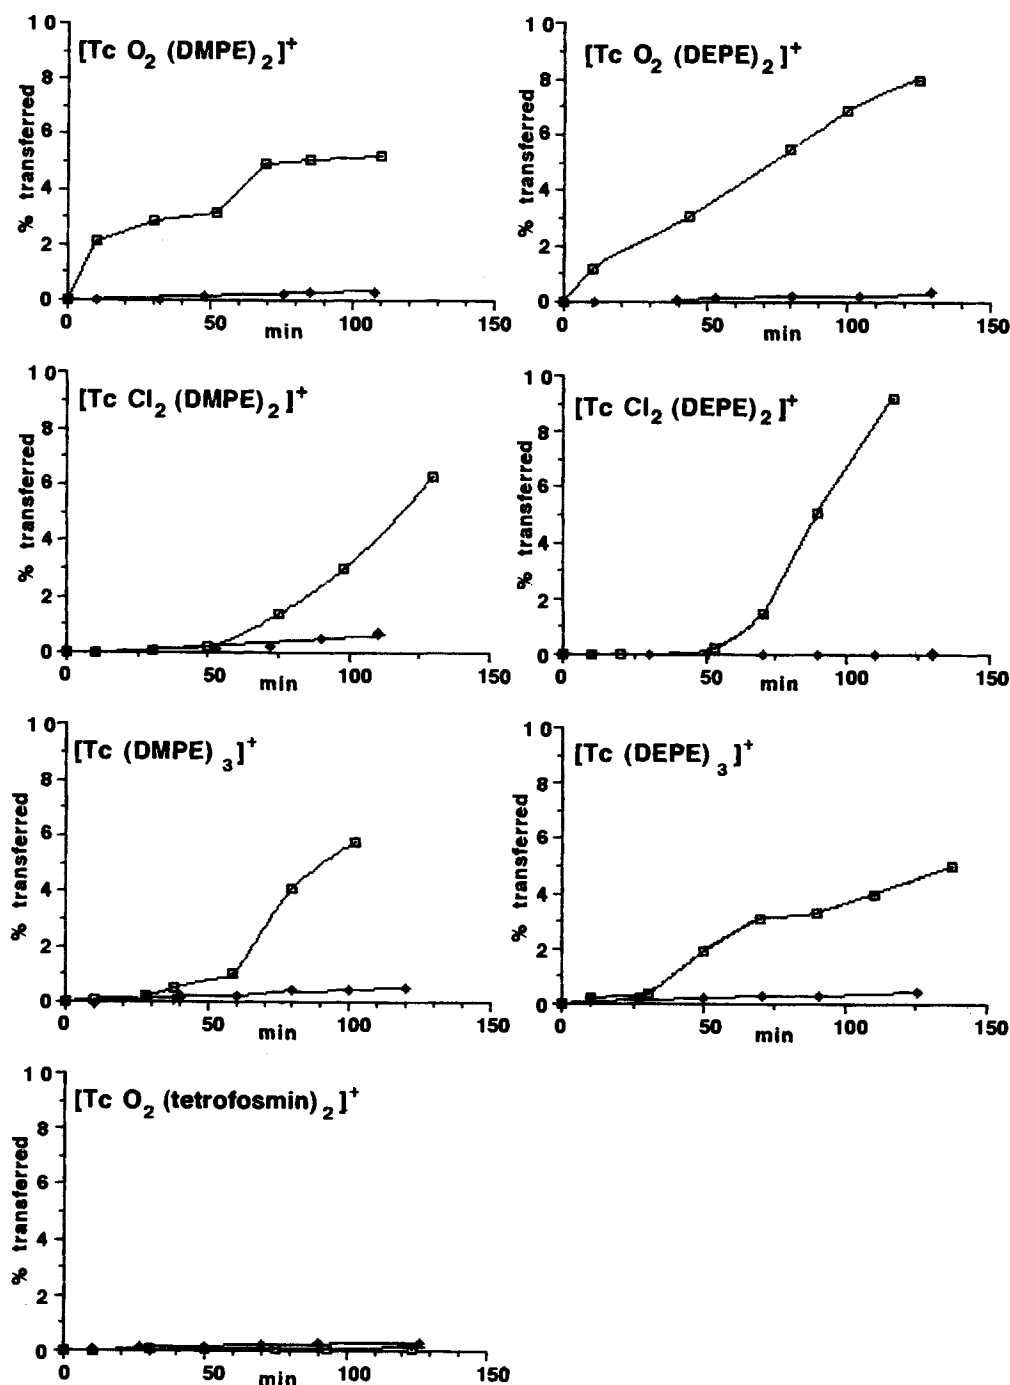 [Tc O2 (DMPE)2]+
% transferred
10
8
6
4
2
0
0 50 100 150
min
[Tc O2 (DEPE)2]+
% transferred
10
8
6
4
2
0
0 50 100 150
min
[Tc Cl2 (DMPE)2]+
% transferred
10
8
6
4
2
0
0 50 100 150
min
[Tc Cl2 (DEPE)2]+
% transferred
10
8
6
4
2
0
0 50 100 150
min
[Tc (DMPE) 3]+
% transferred
10
8
6
4
2
0
0 50 100 150
min
[Tc (DEPE) 3]+
% transferred
10
8
6
4
2
0
0 50 100 150
min
[Tc O2 (tetrofosmin)2]+
% transferred
10
8
6
4
2
0
0 50 100 150
min